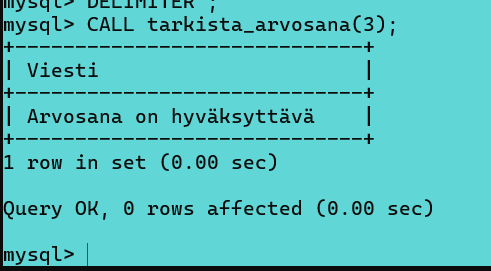 mysql> DELIMITER ;
mysql> CALL tarkista_arvosana(3);
+------------------------------+
| Viesti                       |
+------------------------------+
| Arvosana on hyväksyttävä     |
+------------------------------+
1 row in set (0.00 sec)
Query OK, 0 rows affected (0.00 sec)
mysql>